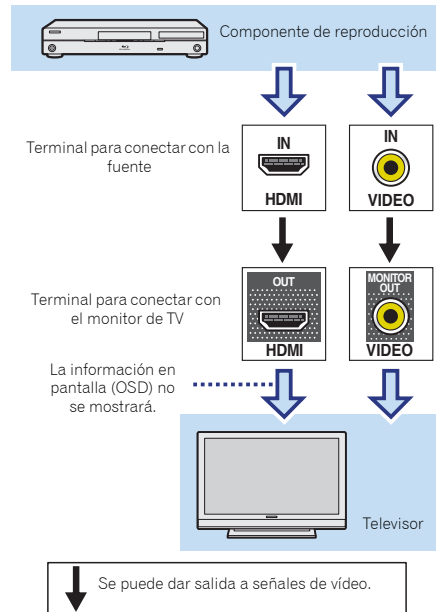 Componente de reproducción
Terminal para conectar con la
fuente
IN
HDMI
IN
VIDEO
Terminal para conectar con
el monitor de TV
OUT
HDMI
MONITOR
OUT
VIDEO
La información en
pantalla (OSD) no
se mostrará.
Televisor
Se puede dar salida a señales de vídeo.